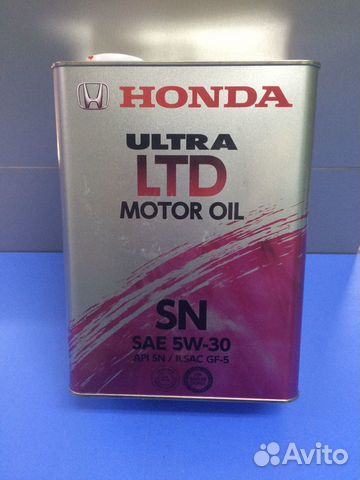 HONDA
ULTRA
LTD
MOTOR OIL
SN
SAE 5W-30
API SN / ILSAC GF-5
Avito